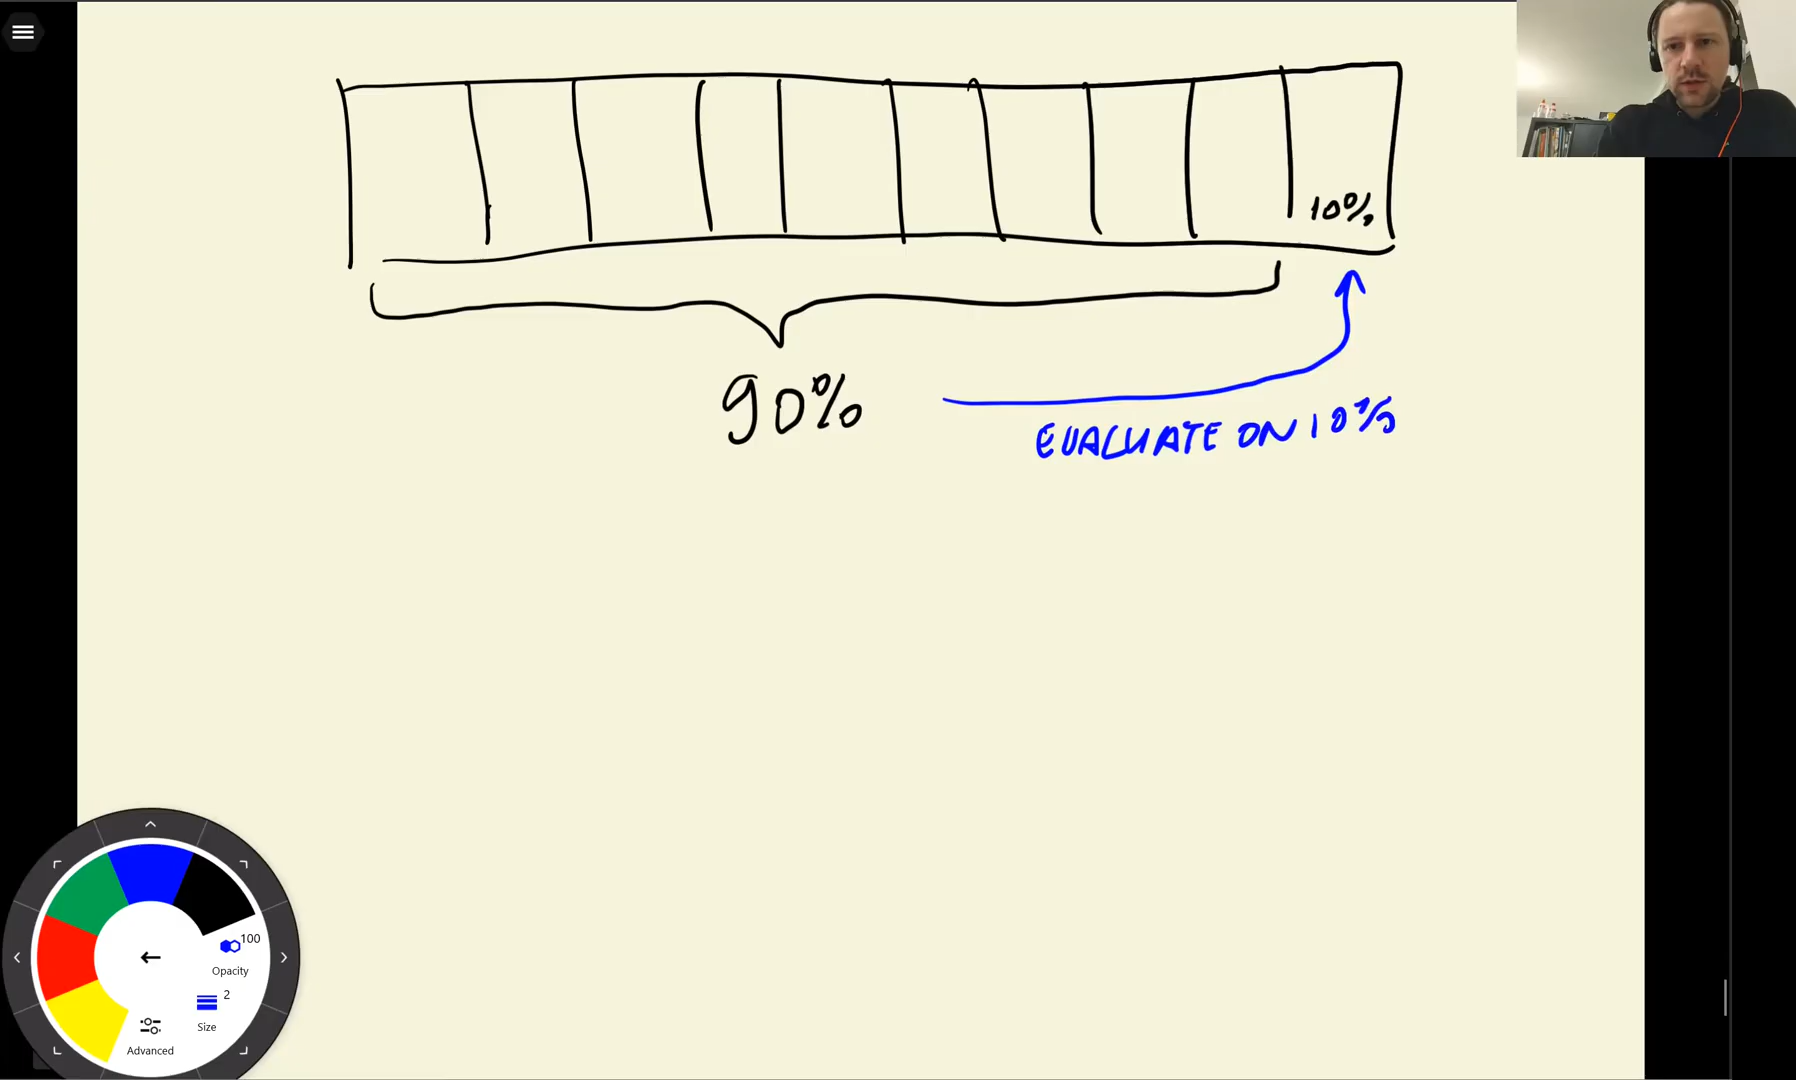 10%
90%
EVALUATE ON 10%
100
Opacity
2
Size
Advanced